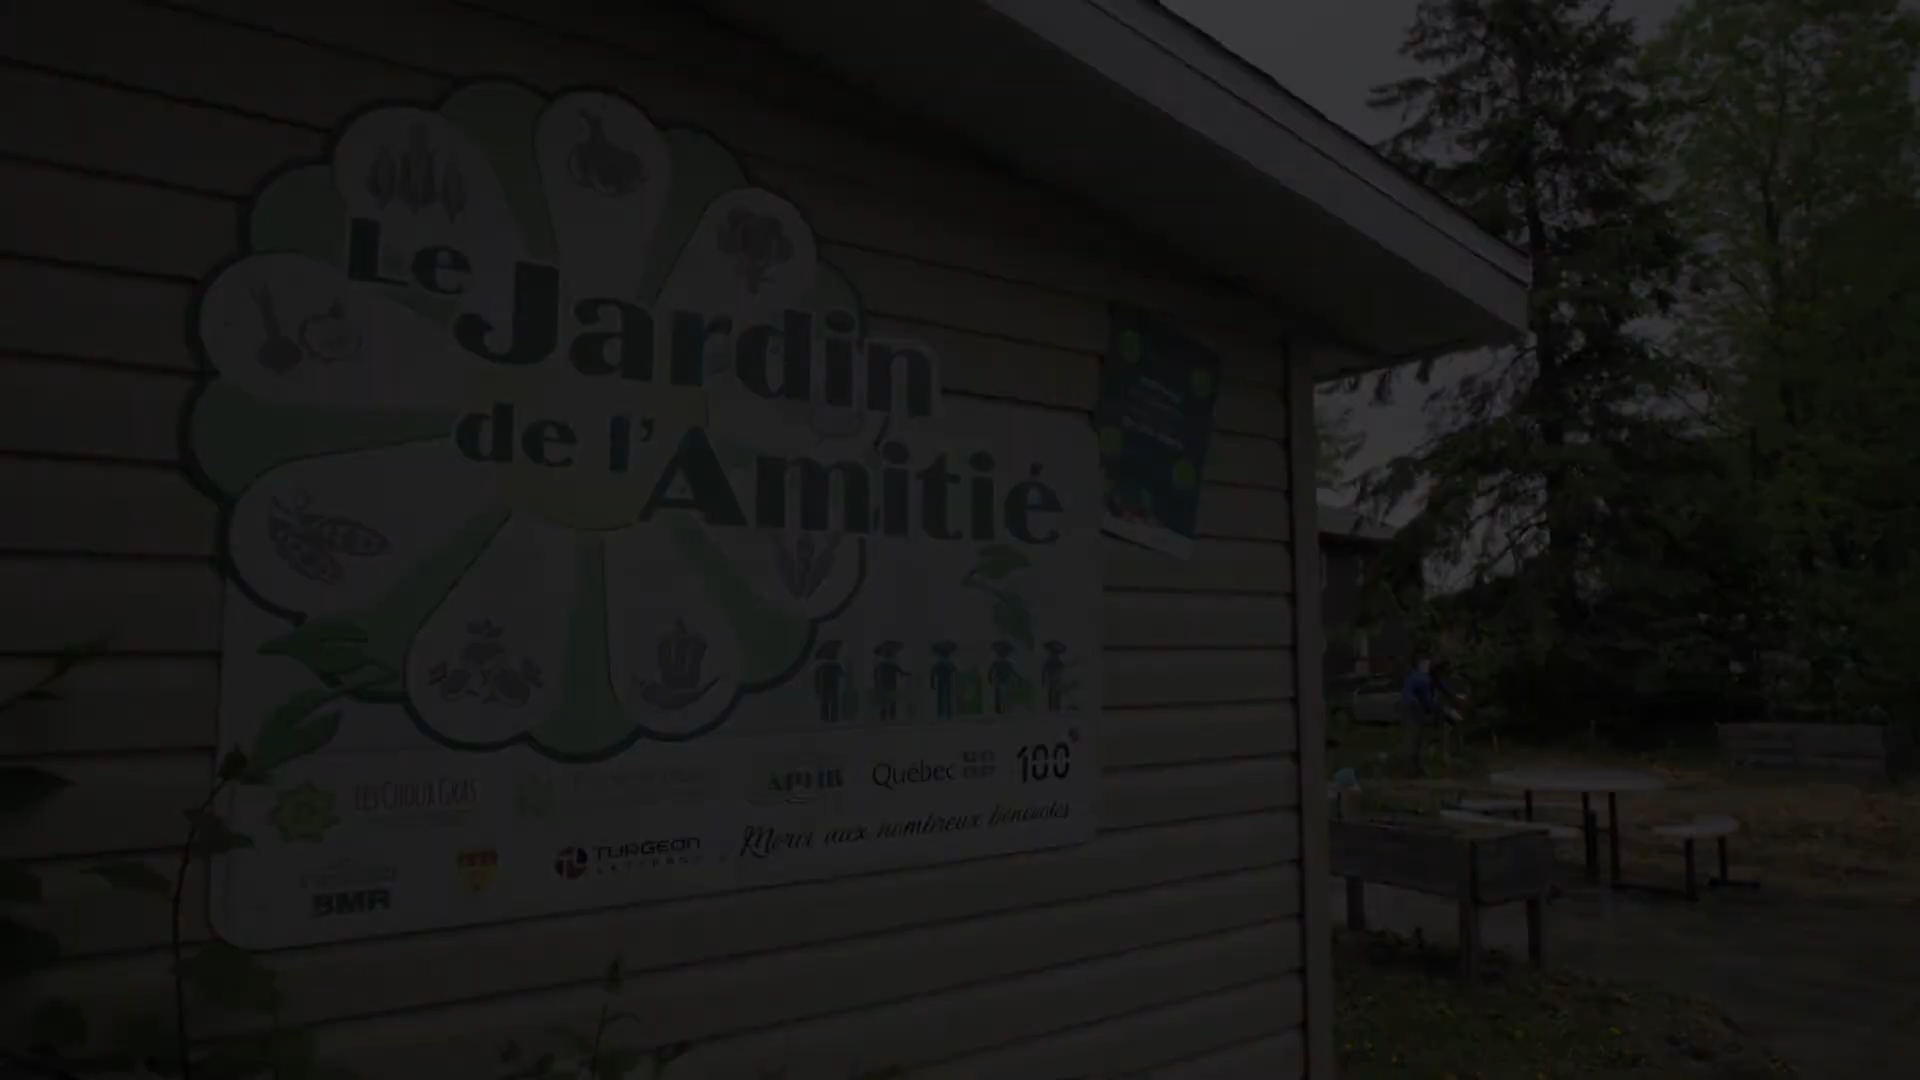 Le
Jardin
de l'Amitié
LES CHOUX GRAS
APHB
Québec
100
BMR
TURGEON
Merci aux nombreux bénévoles